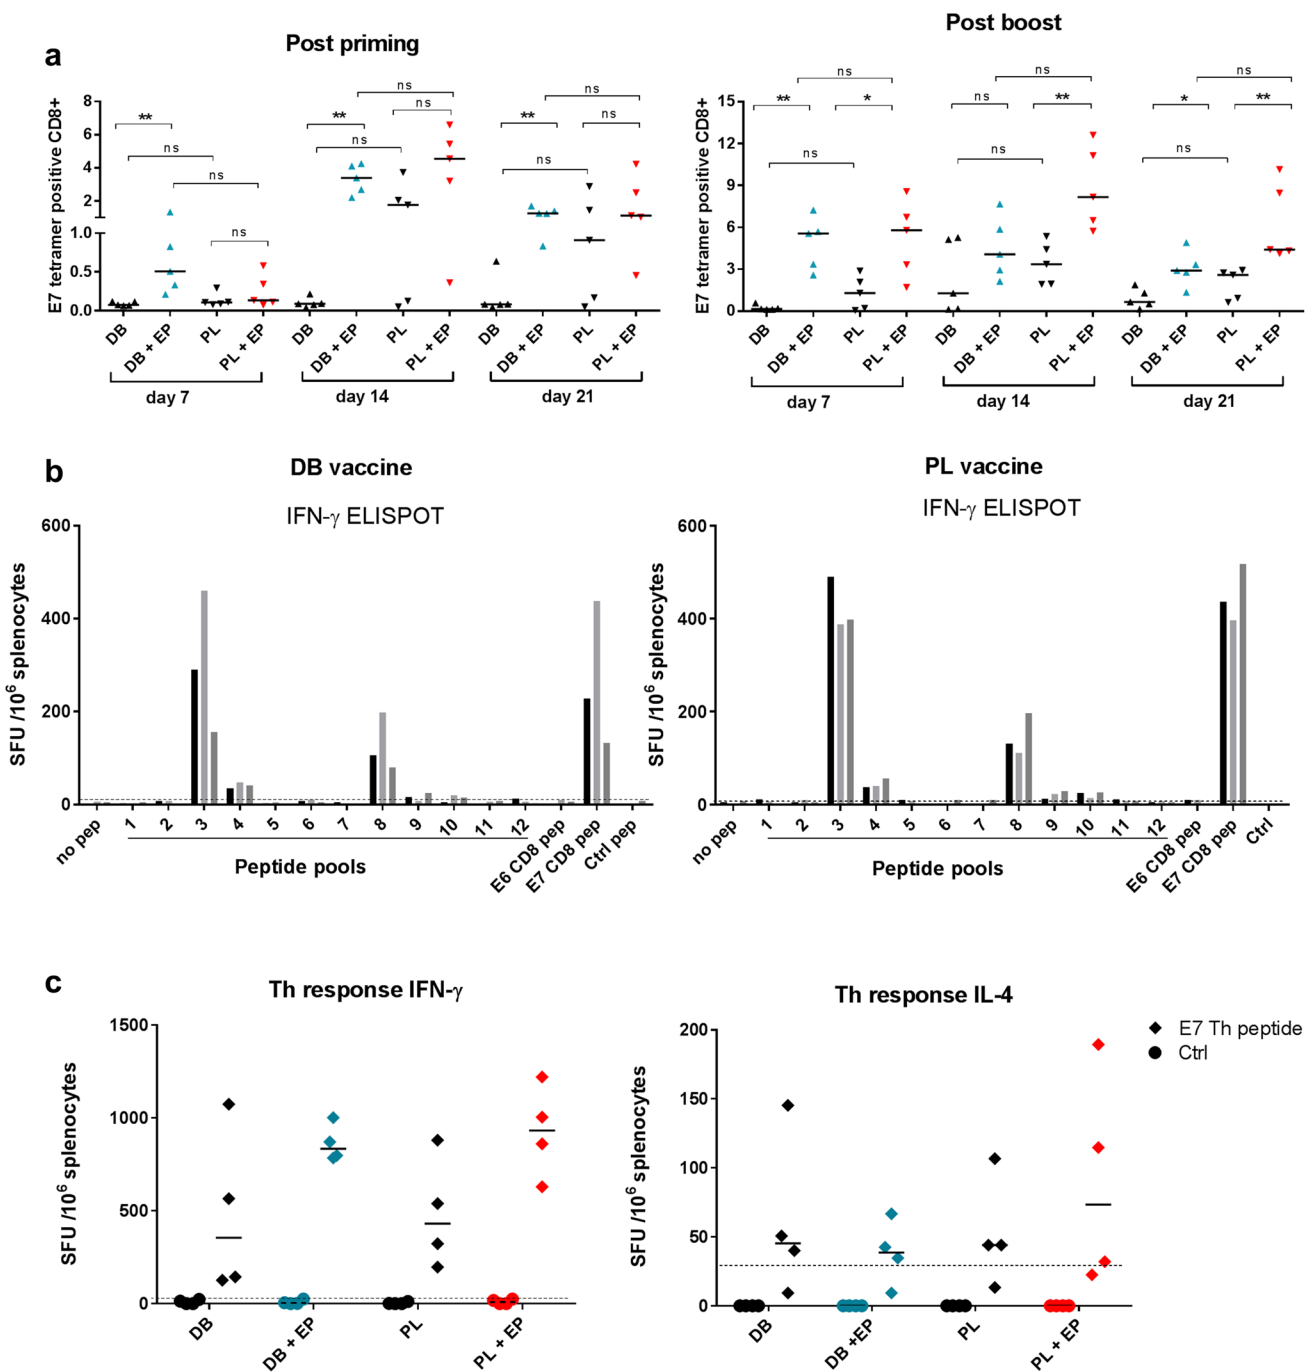 a
Post priming
E7 tetramer positive CD8+
8
6
4
2
1.0
0.5
0.0
**
ns
ns
ns
**
ns
ns
ns
**
ns
ns
ns
DB
DB + EP
PL
PL + EP
DB
DB + EP
PL
PL + EP
DB
DB + EP
PL
PL + EP
day 7
day 14
day 21
Post boost
E7 tetramer positive CD8+
15
12
9
6
3
0
ns
**
*
ns
ns
ns
**
ns
ns
*
**
ns
DB
DB + EP
PL
PL + EP
DB
DB + EP
PL
PL + EP
DB
DB + EP
PL
PL + EP
day 7
day 14
day 21
b
DB vaccine
IFN-γ ELISPOT
SFU /10⁶ splenocytes
600
400
200
0
no pep
1
2
3
4
5
6
7
8
9
10
11
12
E6 CD8 pep
E7 CD8 pep
Ctrl pep
Peptide pools
PL vaccine
IFN-γ ELISPOT
SFU /10⁶ splenocytes
600
400
200
0
no pep
1
2
3
4
5
6
7
8
9
10
11
12
E6 CD8 pep
E7 CD8 pep
Ctrl
Peptide pools
c
Th response IFN-γ
SFU /10⁶ splenocytes
1500
1000
500
0
DB
DB + EP
PL
PL + EP
Th response IL-4
SFU /10⁶ splenocytes
200
150
100
50
0
DB
DB +EP
PL
PL + EP
E7 Th peptide
Ctrl